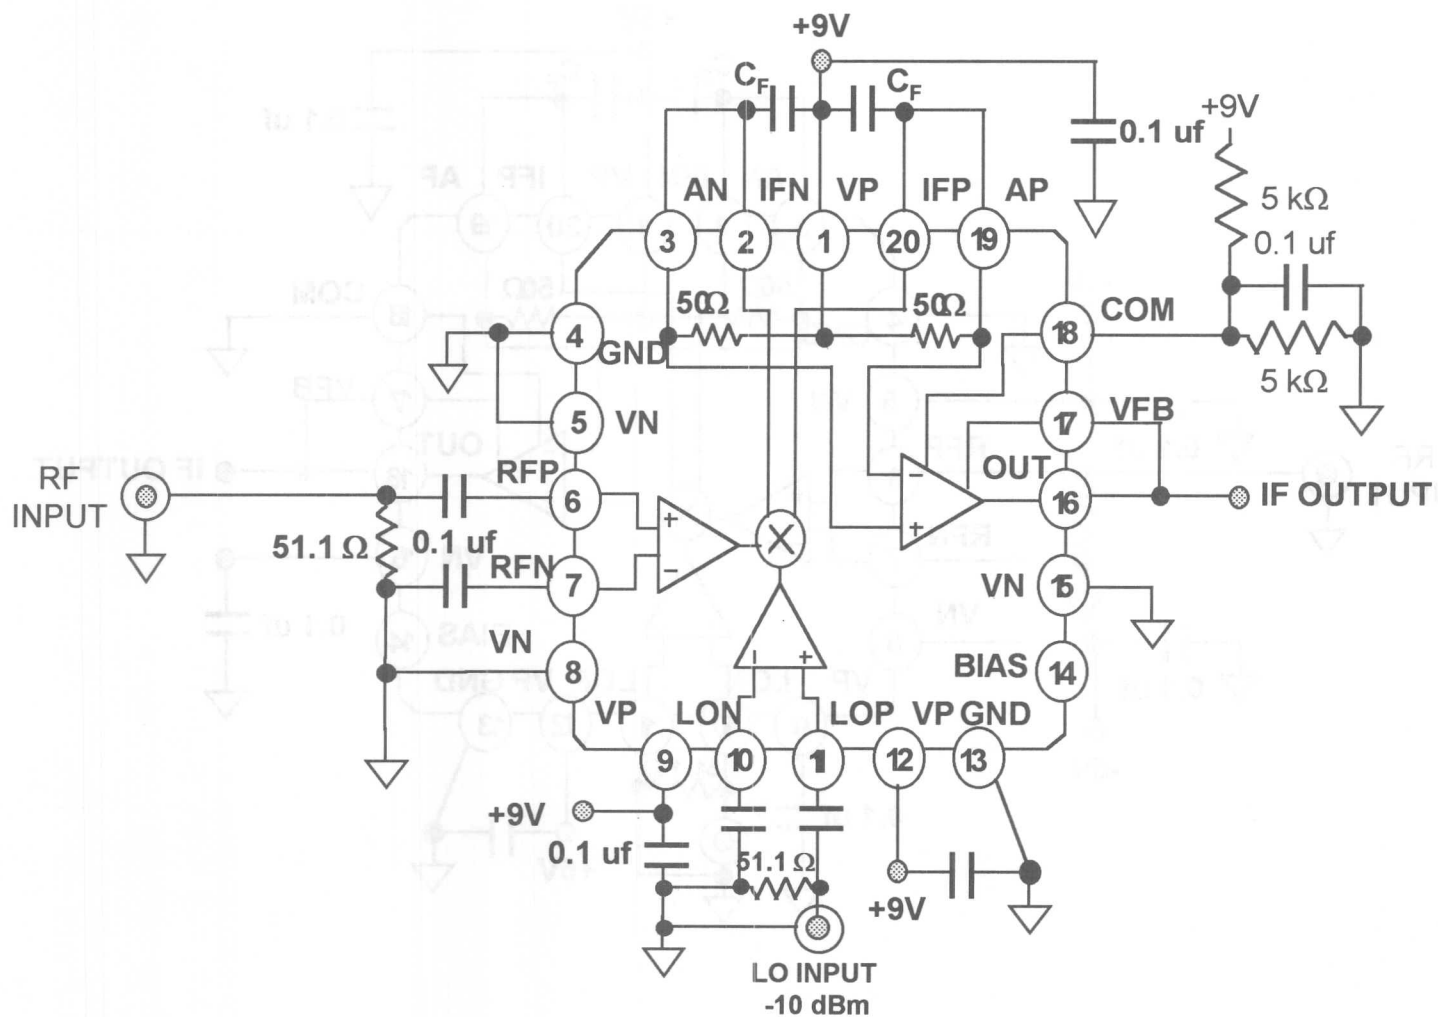 +9V
C_F
C_F
0.1 uf
+9V
5 kΩ
0.1 uf
5 kΩ
AN IFN VP IFP AP
3 2 1 20 19
50Ω 50Ω
4 GND
18 COM
5 VN
17 VFB
RF
INPUT
RFP
6
OUT
16
IF OUTPUT
+
−
−
+
X
51.1 Ω
0.1 uf
RFN
7
VN
15
VN
8
BIAS
14
− +
VP LON LOP VP GND
9 10 11 12 13
+9V
0.1 uf
51.1 Ω
+9V
LO INPUT
-10 dBm